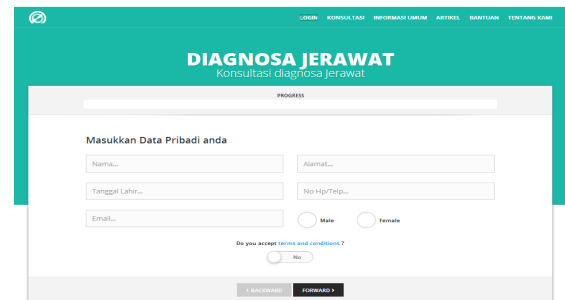 LOGIN KONSULTASI INFORMASI UMUM ARTIKEL BANTUAN TENTANG KAMI
DIAGNOSA JERAWAT
Konsultasi diagnosa Jerawat
PROGRESS
Masukkan Data Pribadi anda
Nama... Alamat...
Tanggal Lahir... No Hp/Telp...
Email... Male Female
Do you accept terms and conditions ?
No
< BACKWARD FORWARD >